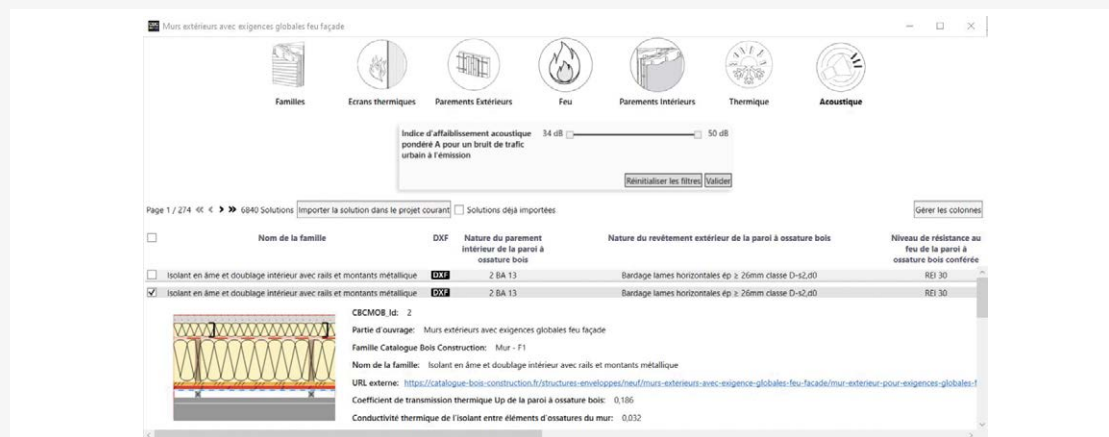 Murs extérieurs avec exigences globales feu façade
Familles Ecrans thermiques Parements Extérieurs Feu Parements Intérieurs Thermique Acoustique
Indice d'affaiblissement acoustique 34 dB 50 dB
pondéré A pour un bruit de trafic
urbain à l'émission
Réinitialiser les filtres Valider
Page 1 / 274 6840 Solutions Importer la solution dans le projet courant Solutions déjà importées Gérer les colonnes
Nom de la famille DXF Nature du parement Nature du revêtement extérieur de la paroi à ossature bois Niveau de résistance au
intérieur de la paroi à feu de la paroi à
ossature bois ossature bois conférée
Isolant en âme et doublage intérieur avec rails et montants métallique DXF 2 BA 13 Bardage lames horizontales ép ≥ 26mm classe D-s2,d0 REI 30
Isolant en âme et doublage intérieur avec rails et montants métallique DXF 2 BA 13 Bardage lames horizontales ép ≥ 26mm classe D-s2,d0 REI 30
CBCMOB_Id: 2
Partie d'ouvrage: Murs extérieurs avec exigences globales feu façade
Famille Catalogue Bois Construction: Mur - F1
Nom de la famille: Isolant en âme et doublage intérieur avec rails et montants métallique
URL externe: https://catalogue-bois-construction.fr/structures-enveloppes/neuf/murs-exterieurs-avec-exigence-globales-feu-facade/mur-exterieur-pour-exigences-globales-f
Coefficient de transmission thermique Up de la paroi à ossature bois: 0,186
Conductivité thermique de l'isolant entre éléments d'ossatures du mur: 0,032